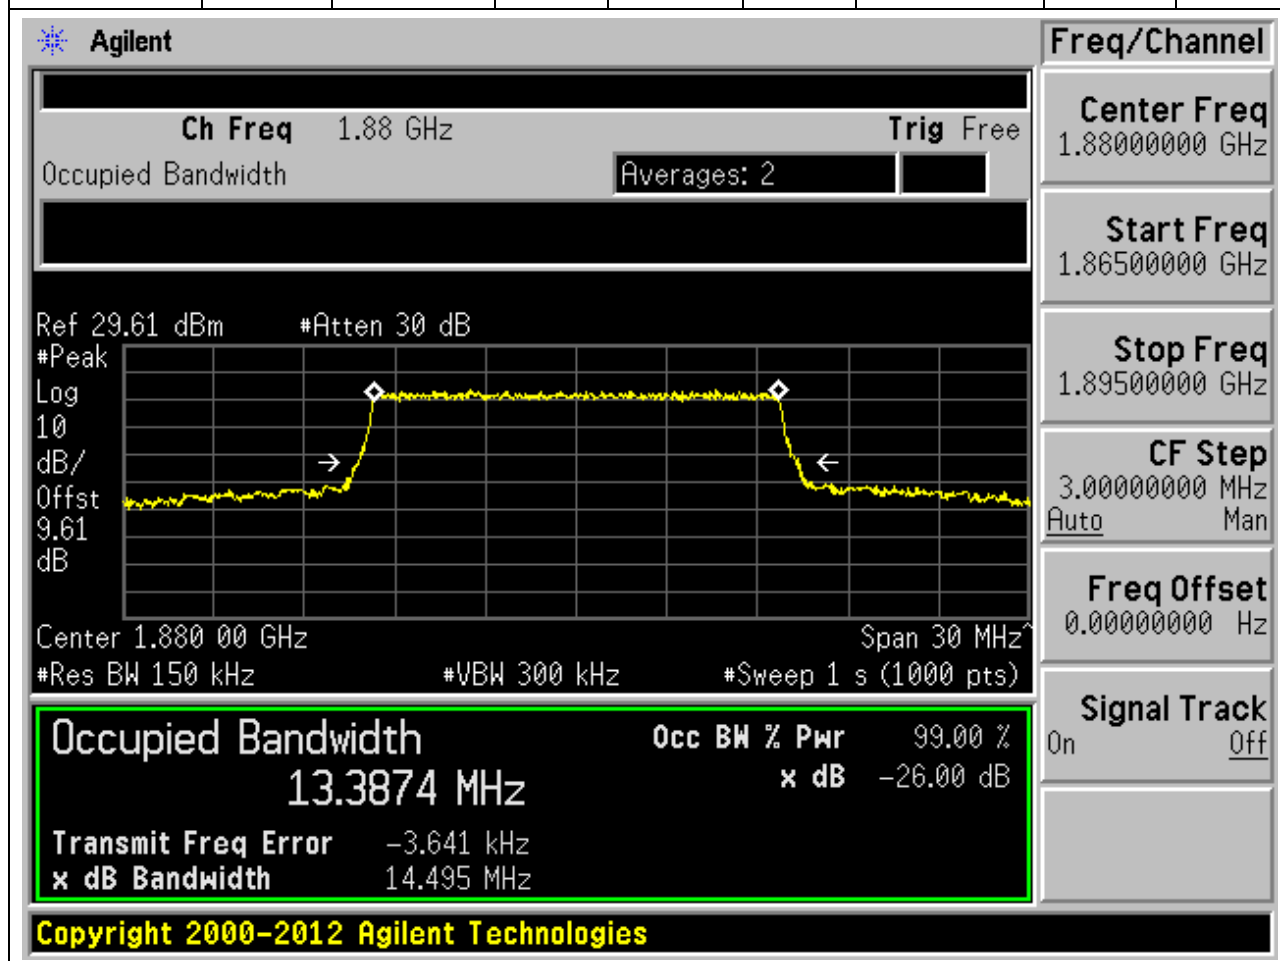 Agilent
Freq/Channel
Ch Freq 1.88 GHz Trig Free
Occupied Bandwidth Averages: 2
Ref 29.61 dBm #Atten 30 dB
#Peak
Log
10
dB/
Offst
9.61
dB
Center 1.880 00 GHz Span 30 MHz^
#Res BW 150 kHz #VBW 300 kHz #Sweep 1 s (1000 pts)
Occupied Bandwidth Occ BW % Pwr 99.00 %
13.3874 MHz x dB -26.00 dB
Transmit Freq Error -3.641 kHz
x dB Bandwidth 14.495 MHz
Copyright 2000-2012 Agilent Technologies
Center Freq
1.88000000 GHz
Start Freq
1.86500000 GHz
Stop Freq
1.89500000 GHz
CF Step
3.00000000 MHz
Auto Man
Freq Offset
0.00000000 Hz
Signal Track
On Off